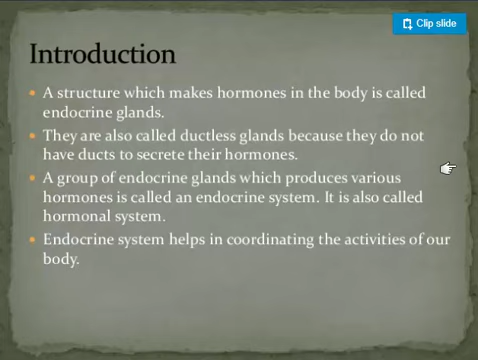 Clip slide
Introduction
• A structure which makes hormones in the body is called
endocrine glands.
• They are also called ductless glands because they do not
have ducts to secrete their hormones.
• A group of endocrine glands which produces various
hormones is called an endocrine system. It is also called
hormonal system.
• Endocrine system helps in coordinating the activities of our
body.